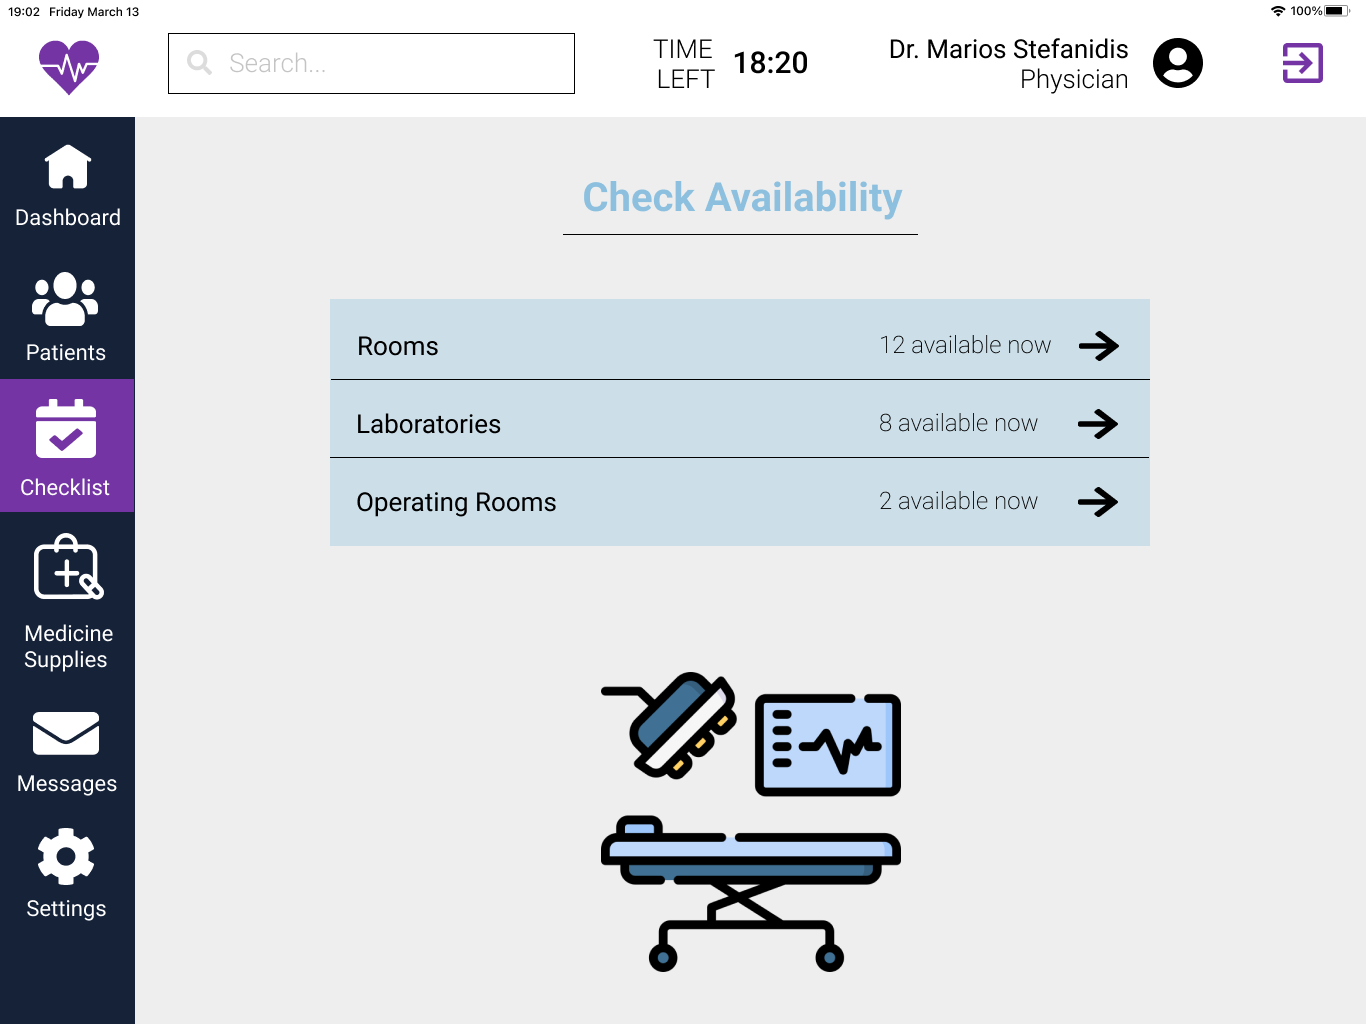 19:02 Friday March 13
100%
Search...
TIME
LEFT
18:20
Dr. Marios Stefanidis
Physician
Dashboard
Patients
Checklist
Medicine
Supplies
Messages
Settings
Check Availability
Rooms 12 available now
Laboratories 8 available now
Operating Rooms 2 available now